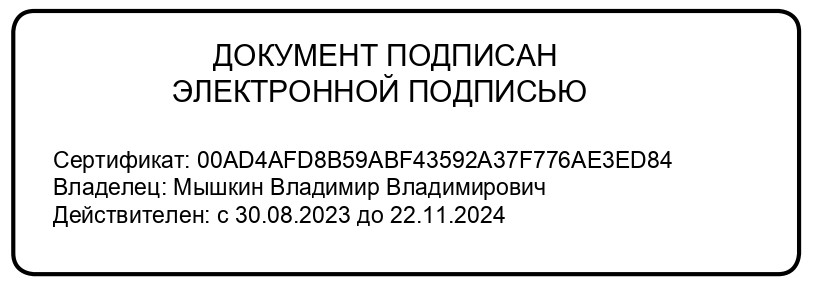 ДОКУМЕНТ ПОДПИСАН
ЭЛЕКТРОННОЙ ПОДПИСЬЮ
Сертификат: 00AD4AFD8B59ABF43592A37F776AE3ED84
Владелец: Мышкин Владимир Владимирович
Действителен: с 30.08.2023 до 22.11.2024